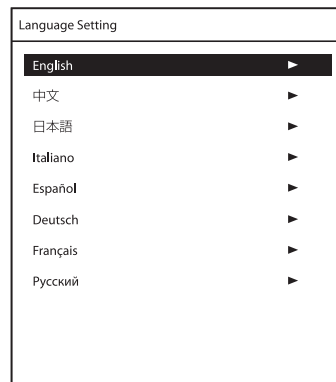 Language Setting
English
中文
日本語
Italiano
Español
Deutsch
Français
Русский